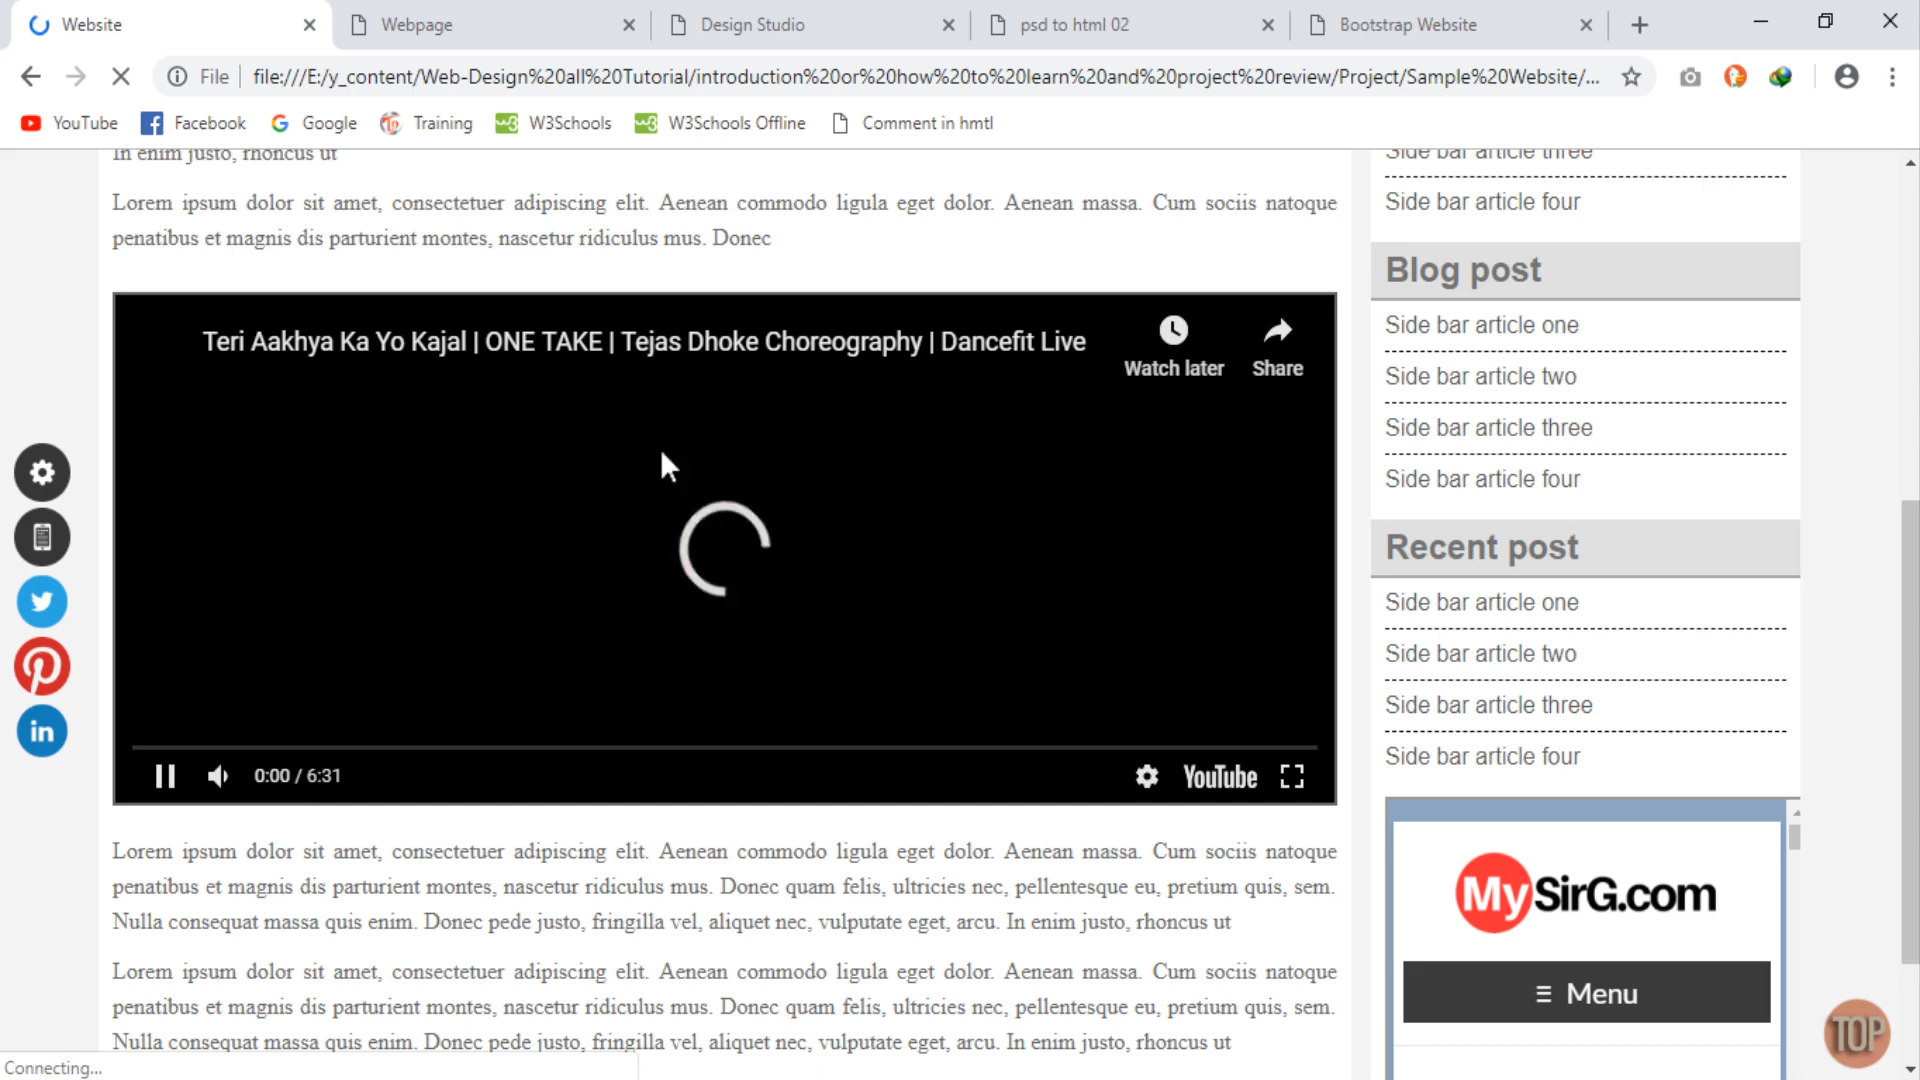 Website
Webpage
Design Studio
psd to html 02
Bootstrap Website
File
file:///E:/y_content/Web-Design%20all%20Tutorial/introduction%20or%20how%20to%20learn%20and%20project%20review/Project/Sample%20Website/...
YouTube
Facebook
Google
Training
W3Schools
W3Schools Offline
Comment in hmtl
In enim justo, rhoncus ut
Lorem ipsum dolor sit amet, consectetuer adipiscing elit. Aenean commodo ligula eget dolor. Aenean massa. Cum sociis natoque
penatibus et magnis dis parturient montes, nascetur ridiculus mus. Donec
Teri Aakhya Ka Yo Kajal | ONE TAKE | Tejas Dhoke Choreography | Dancefit Live
Watch later
Share
0:00 / 6:31
YouTube
Lorem ipsum dolor sit amet, consectetuer adipiscing elit. Aenean commodo ligula eget dolor. Aenean massa. Cum sociis natoque
penatibus et magnis dis parturient montes, nascetur ridiculus mus. Donec quam felis, ultricies nec, pellentesque eu, pretium quis, sem.
Nulla consequat massa quis enim. Donec pede justo, fringilla vel, aliquet nec, vulputate eget, arcu. In enim justo, rhoncus ut
Lorem ipsum dolor sit amet, consectetuer adipiscing elit. Aenean commodo ligula eget dolor. Aenean massa. Cum sociis natoque
penatibus et magnis dis parturient montes, nascetur ridiculus mus. Donec quam felis, ultricies nec, pellentesque eu, pretium quis, sem.
Nulla consequat massa quis enim. Donec pede justo, fringilla vel, aliquet nec, vulputate eget, arcu. In enim justo, rhoncus ut
Side bar article three
Side bar article four
Blog post
Side bar article one
Side bar article two
Side bar article three
Side bar article four
Recent post
Side bar article one
Side bar article two
Side bar article three
Side bar article four
MySirG.com
Menu
TOP
Connecting...